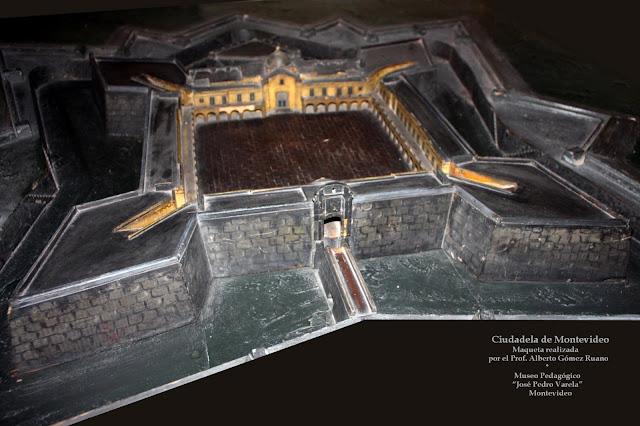 Ciudadela de Montevideo
Maqueta realizada
por el Prof. Alberto Gómez Ruano
•
Museo Pedagógico
“José Pedro Varela”
Montevideo